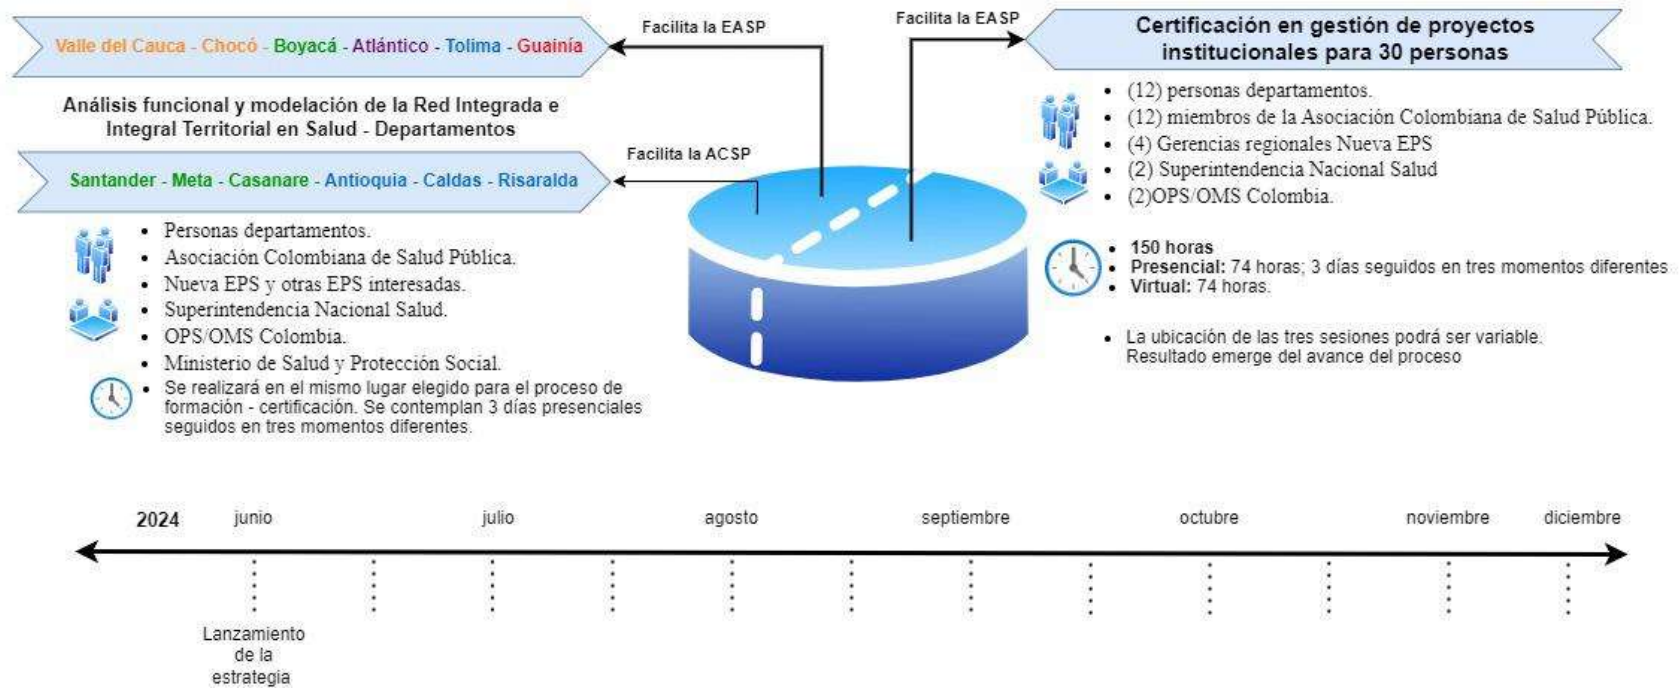 Facilita la EASP
Valle del Cauca - Chocó - Boyacá - Atlántico - Tolima - Guainía
Análisis funcional y modelación de la Red Integrada e
Integral Territorial en Salud - Departamentos
Facilita la ACSP
Santander - Meta - Casanare - Antioquia - Caldas - Risaralda
• Personas departamentos.
• Asociación Colombiana de Salud Pública.
• Nueva EPS y otras EPS interesadas.
• Superintendencia Nacional Salud.
• OPS/OMS Colombia.
• Ministerio de Salud y Protección Social.
• Se realizará en el mismo lugar elegido para el proceso de
formación - certificación. Se contemplan 3 días presenciales
seguidos en tres momentos diferentes.
Facilita la EASP
Certificación en gestión de proyectos
institucionales para 30 personas
• (12) personas departamentos.
• (12) miembros de la Asociación Colombiana de Salud Pública.
• (4) Gerencias regionales Nueva EPS
• (2) Superintendencia Nacional Salud
• (2)OPS/OMS Colombia.
• 150 horas
• Presencial: 74 horas; 3 días seguidos en tres momentos diferentes
• Virtual: 74 horas.
• La ubicación de las tres sesiones podrá ser variable.
Resultado emerge del avance del proceso
2024 junio julio agosto septiembre octubre noviembre diciembre
Lanzamiento
de la
estrategia